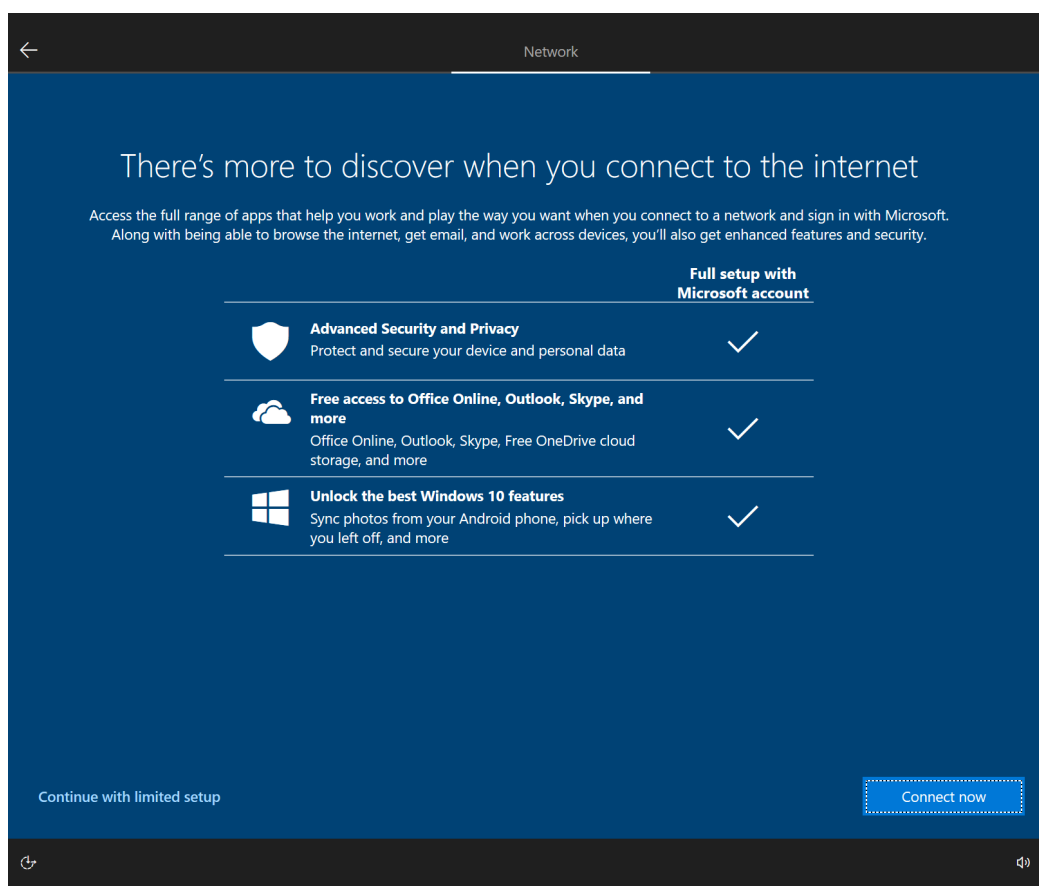 Network
There’s more to discover when you connect to the internet
Access the full range of apps that help you work and play the way you want when you connect to a network and sign in with Microsoft.
Along with being able to browse the internet, get email, and work across devices, you’ll also get enhanced features and security.
Full setup with
Microsoft account
Advanced Security and Privacy
Protect and secure your device and personal data
Free access to Office Online, Outlook, Skype, and
more
Office Online, Outlook, Skype, Free OneDrive cloud
storage, and more
Unlock the best Windows 10 features
Sync photos from your Android phone, pick up where
you left off, and more
Continue with limited setup
Connect now